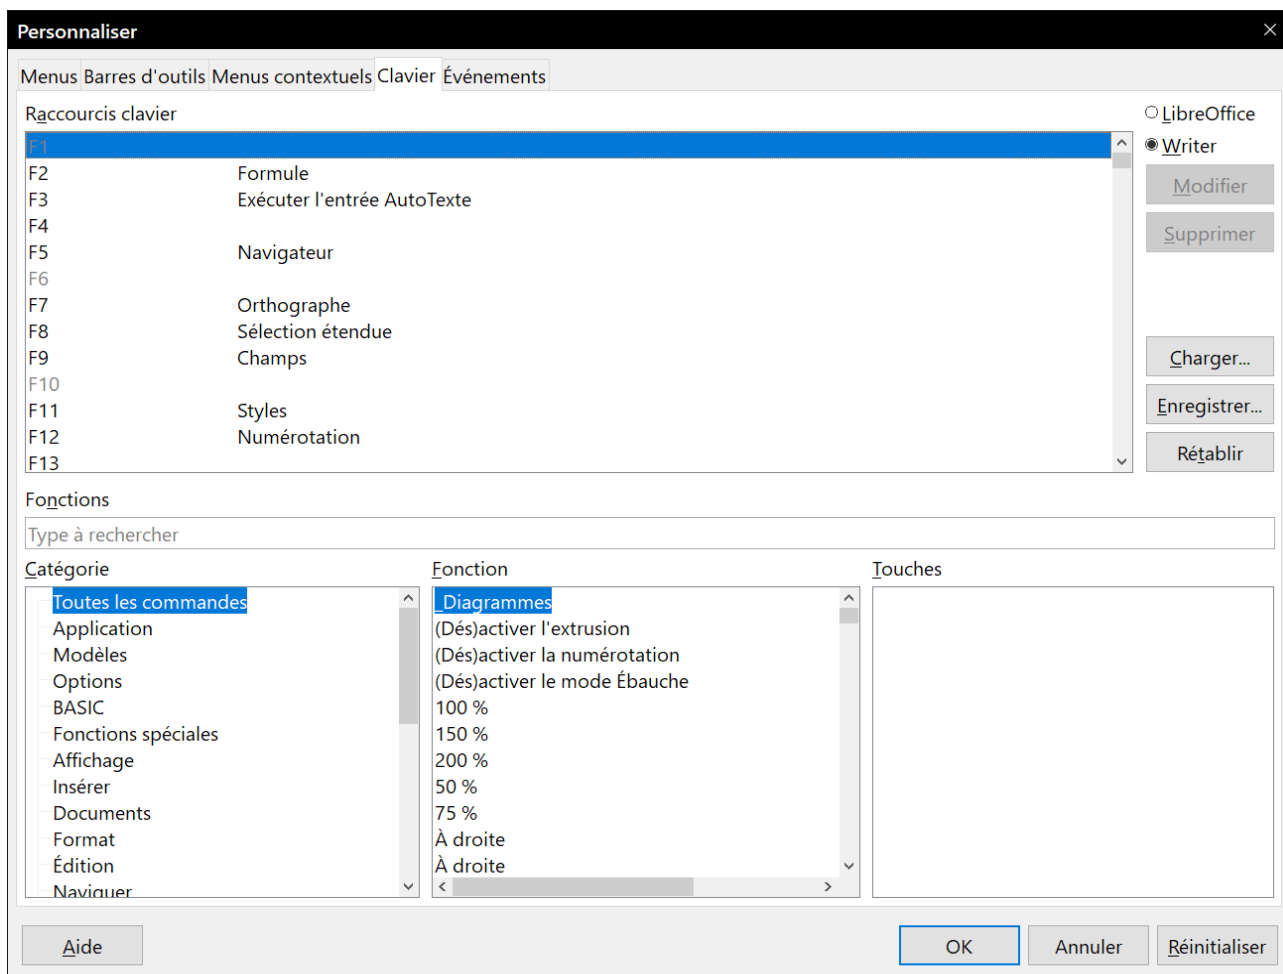 Personnaliser
Menus Barres d'outils Menus contextuels Clavier Événements
Raccourcis clavier
LibreOffice
F1
Writer
F2 Formule
Modifier
F3 Exécuter l'entrée AutoTexte
F4
Supprimer
F5 Navigateur
F6
F7 Orthographe
F8 Sélection étendue
F9 Champs
Charger...
F10
F11 Styles
Enregistrer...
F12 Numérotation
F13
Rétablir
Fonctions
Type à rechercher
Catégorie Fonction Touches
Toutes les commandes _Diagrammes
Application (Dés)activer l'extrusion
Modèles (Dés)activer la numérotation
Options (Dés)activer le mode Ébauche
BASIC 100 %
Fonctions spéciales 150 %
Affichage 200 %
Insérer 50 %
Documents 75 %
Format À droite
Édition À droite
Naviguer
Aide OK Annuler Réinitialiser